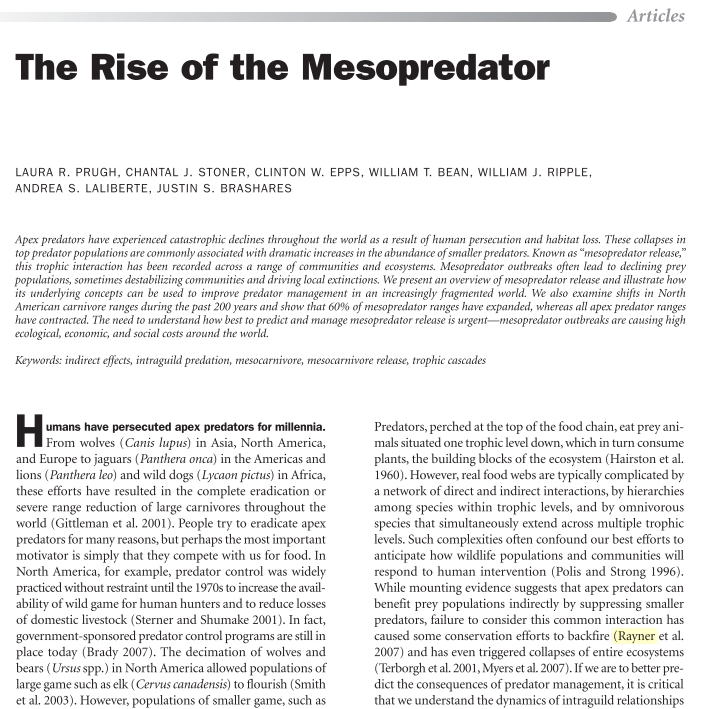 Articles
The Rise of the Mesopredator
LAURA R. PRUGH, CHANTAL J. STONER, CLINTON W. EPPS, WILLIAM T. BEAN, WILLIAM J. RIPPLE,
ANDREA S. LALIBERTE, JUSTIN S. BRASHARES
Apex predators have experienced catastrophic declines throughout the world as a result of human persecution and habitat loss. These collapses in
top predator populations are commonly associated with dramatic increases in the abundance of smaller predators. Known as “mesopredator release,”
this trophic interaction has been recorded across a range of communities and ecosystems. Mesopredator outbreaks often lead to declining prey
populations, sometimes destabilizing communities and driving local extinctions. We present an overview of mesopredator release and illustrate how
its underlying concepts can be used to improve predator management in an increasingly fragmented world. We also examine shifts in North
American carnivore ranges during the past 200 years and show that 60% of mesopredator ranges have expanded, whereas all apex predator ranges
have contracted. The need to understand how best to predict and manage mesopredator release is urgent—mesopredator outbreaks are causing high
ecological, economic, and social costs around the world.
Keywords: indirect effects, intraguild predation, mesocarnivore, mesocarnivore release, trophic cascades
Humans have persecuted apex predators for millennia.
From wolves (Canis lupus) in Asia, North America,
and Europe to jaguars (Panthera onca) in the Americas and
lions (Panthera leo) and wild dogs (Lycaon pictus) in Africa,
these efforts have resulted in the complete eradication or
severe range reduction of large carnivores throughout the
world (Gittleman et al. 2001). People try to eradicate apex
predators for many reasons, but perhaps the most important
motivator is simply that they compete with us for food. In
North America, for example, predator control was widely
practiced without restraint until the 1970s to increase the avail-
ability of wild game for human hunters and to reduce losses
of domestic livestock (Sterner and Shumake 2001). In fact,
government-sponsored predator control programs are still in
place today (Brady 2007). The decimation of wolves and
bears (Ursus spp.) in North America allowed populations of
large game such as elk (Cervus canadensis) to flourish (Smith
et al. 2003). However, populations of smaller game, such as
Predators, perched at the top of the food chain, eat prey ani-
mals situated one trophic level down, which in turn consume
plants, the building blocks of the ecosystem (Hairston et al.
1960). However, real food webs are typically complicated by
a network of direct and indirect interactions, by hierarchies
among species within trophic levels, and by omnivorous
species that simultaneously extend across multiple trophic
levels. Such complexities often confound our best efforts to
anticipate how wildlife populations and communities will
respond to human intervention (Polis and Strong 1996).
While mounting evidence suggests that apex predators can
benefit prey populations indirectly by suppressing smaller
predators, failure to consider this common interaction has
caused some conservation efforts to backfire (Rayner et al.
2007) and has even triggered collapses of entire ecosystems
(Terborgh et al. 2001, Myers et al. 2007). If we are to better pre-
dict the consequences of predator management, it is critical
that we understand the dynamics of intraguild relationships